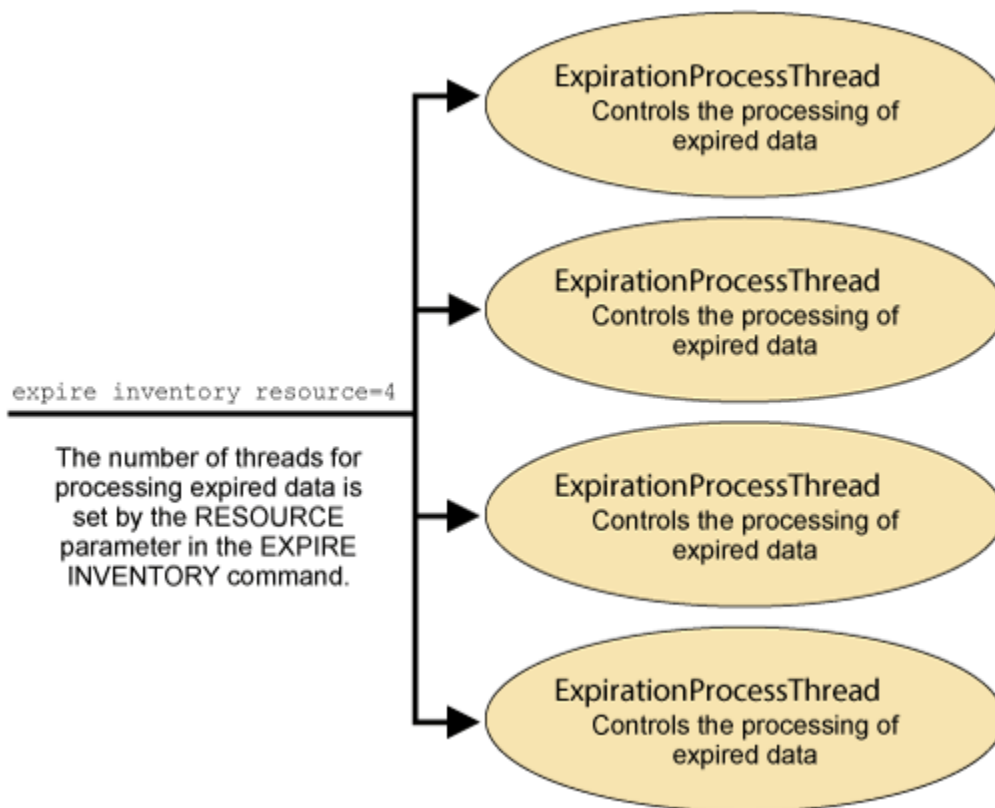 ExpirationProcessThread
Controls the processing of
expired data
ExpirationProcessThread
Controls the processing of
expired data
expire inventory resource=4
The number of threads for
processing expired data is
set by the RESOURCE
parameter in the EXPIRE
INVENTORY command.
ExpirationProcessThread
Controls the processing of
expired data
ExpirationProcessThread
Controls the processing of
expired data